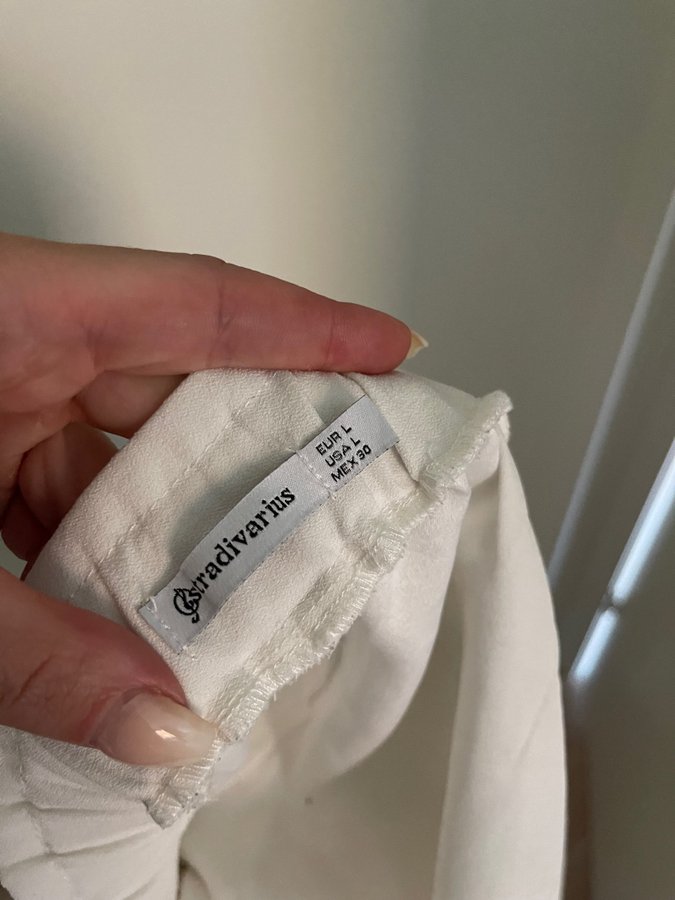 Stradivarius
EUR L
USA L
MEX 30